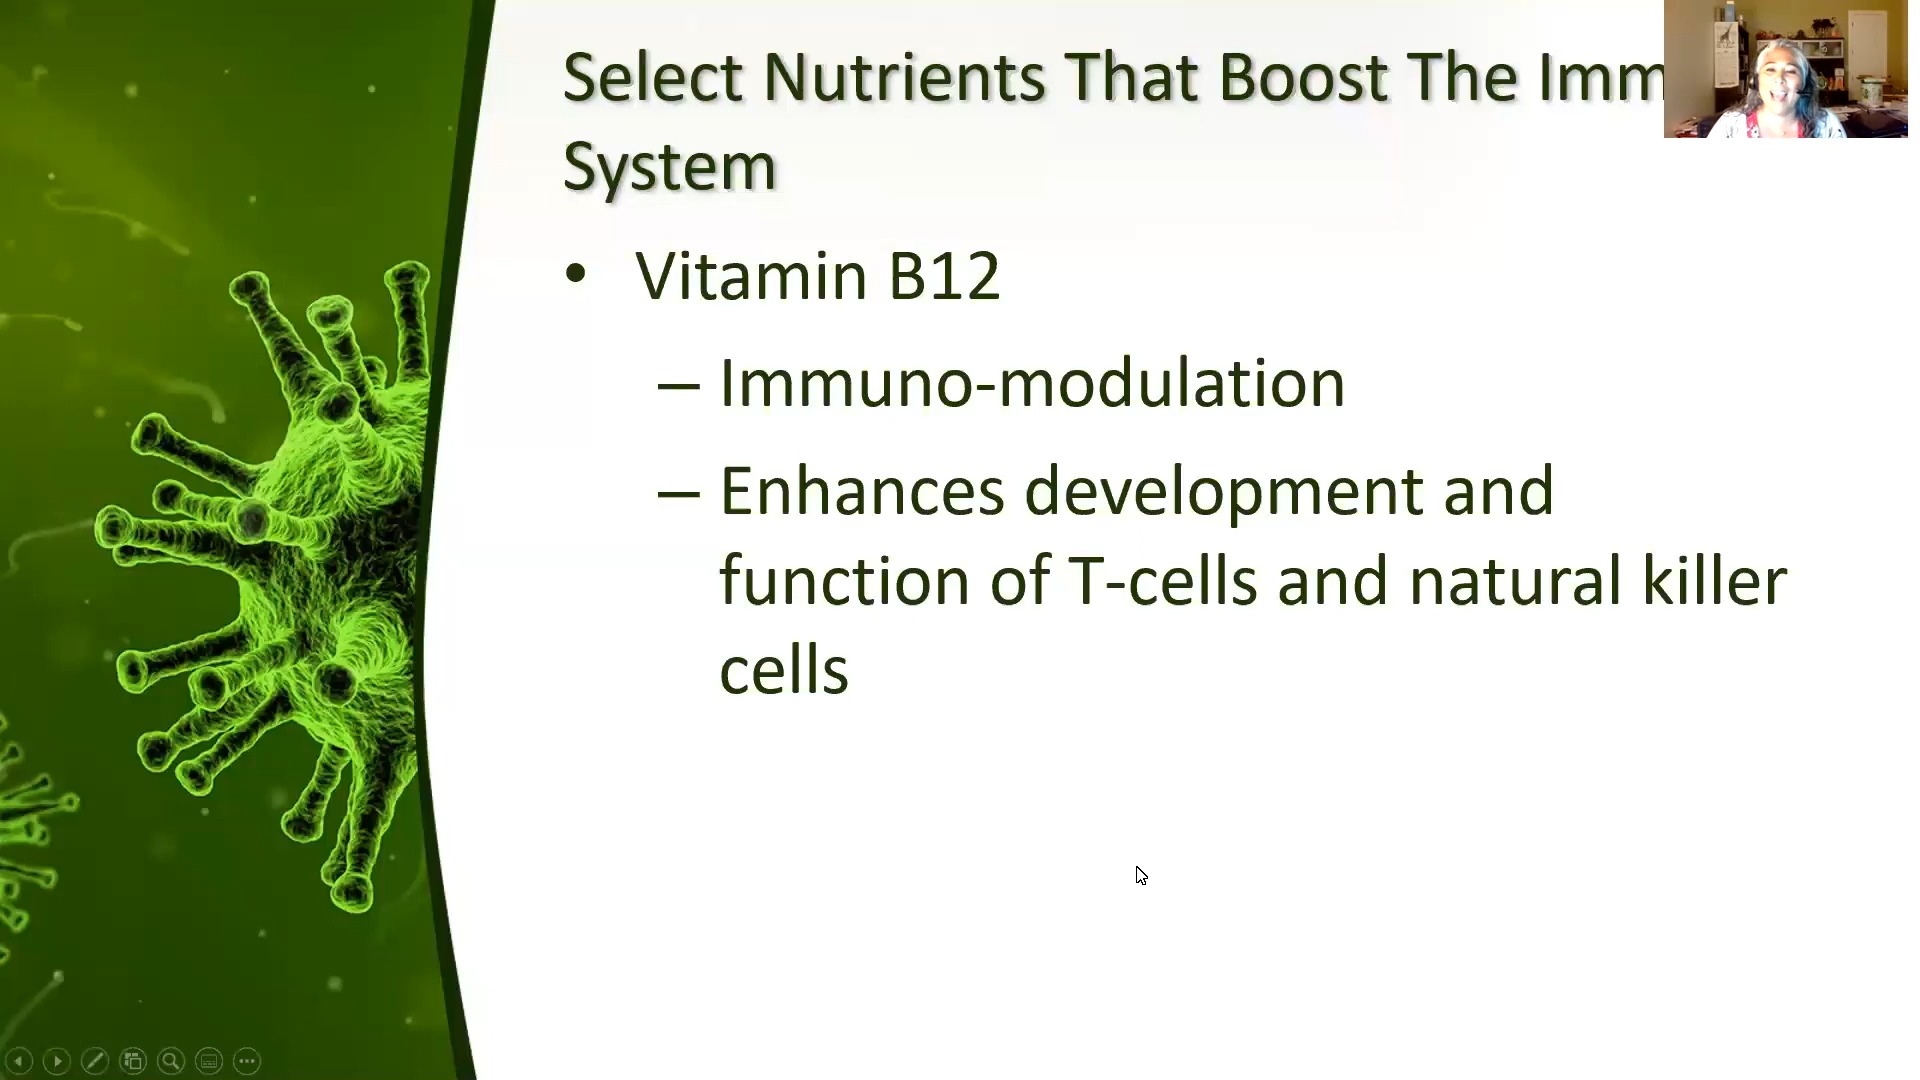 Select Nutrients That Boost The Imm
System
• Vitamin B12
– Immuno-modulation
– Enhances development and
function of T-cells and natural killer
cells